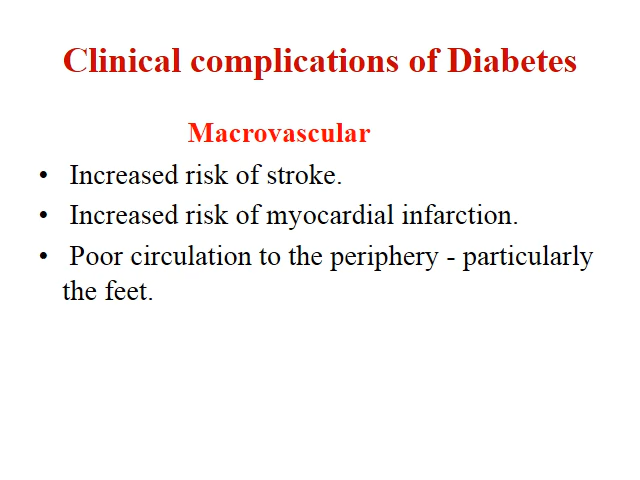 Clinical complications of Diabetes
Macrovascular
• Increased risk of stroke.
• Increased risk of myocardial infarction.
• Poor circulation to the periphery - particularly
the feet.